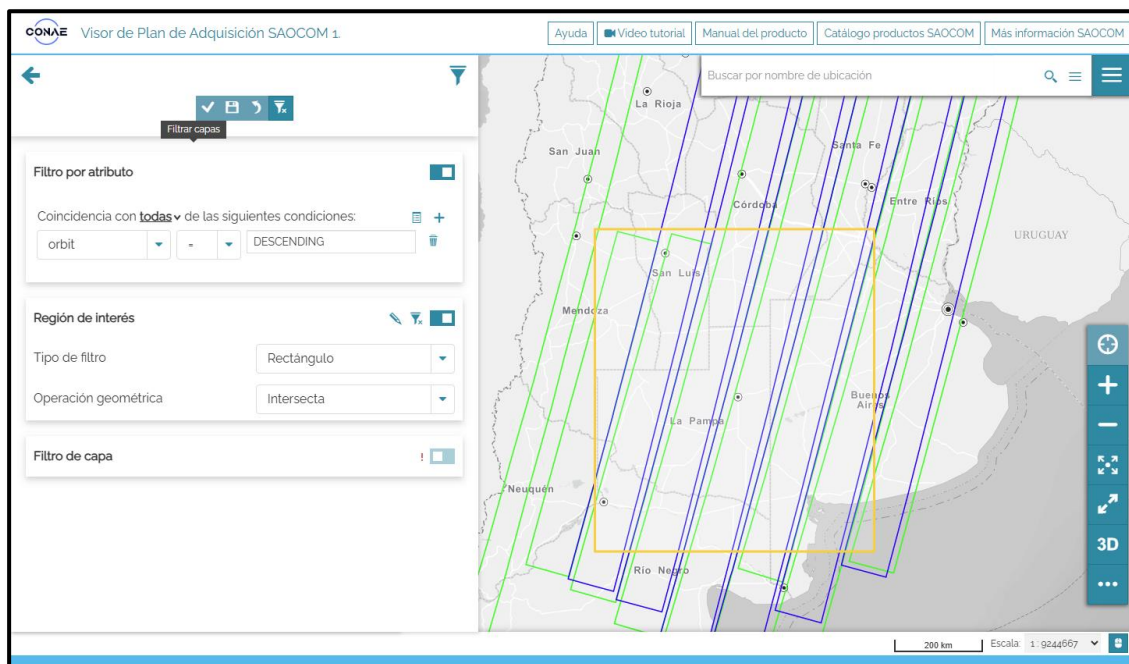 CONAE Visor de Plan de Adquisición SAOCOM 1.
Ayuda Video tutorial Manual del producto Catálogo productos SAOCOM Más información SAOCOM
Buscar por nombre de ubicación
Filtrar capas
Filtro por atributo
Coincidencia con todas de las siguientes condiciones:
orbit = DESCENDING
Región de interés
Tipo de filtro Rectángulo
Operación geométrica Intersecta
Filtro de capa !
La Rioja
San Juan
Santa Fe
Córdoba
Entre Ríos
URUGUAY
San Luis
Mendoza
Buenos
Aires
La Pampa
Neuquén
Río Negro
3D
200 km Escala: 1 : 9244667